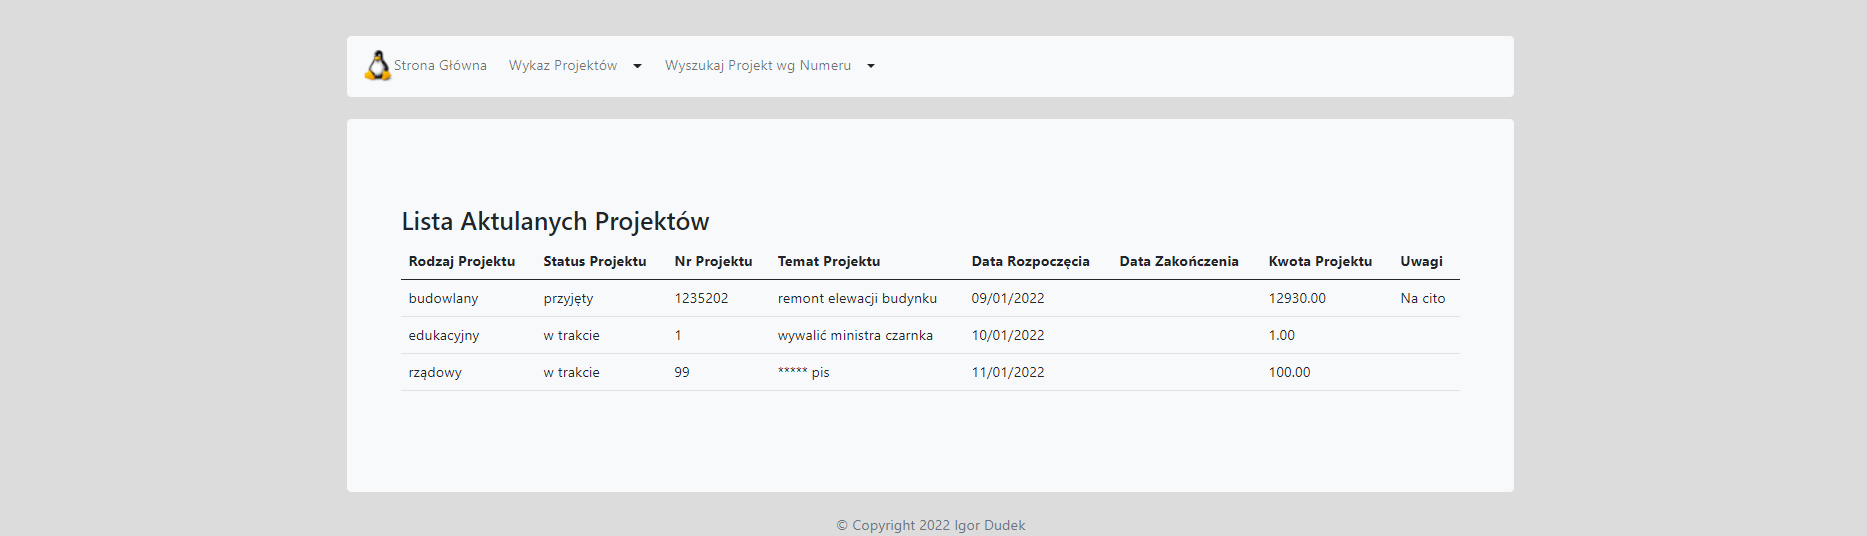 Strona Główna Wykaz Projektów Wyszukaj Projekt wg Numeru
Lista Aktulanych Projektów
Rodzaj Projektu Status Projektu Nr Projektu Temat Projektu Data Rozpoczęcia Data Zakończenia Kwota Projektu Uwagi
budowlany przyjęty 1235202 remont elewacji budynku 09/01/2022 12930.00 Na cito
edukacyjny w trakcie 1 wywalić ministra czarnka 10/01/2022 1.00
rządowy w trakcie 99 ***** pis 11/01/2022 100.00
© Copyright 2022 Igor Dudek